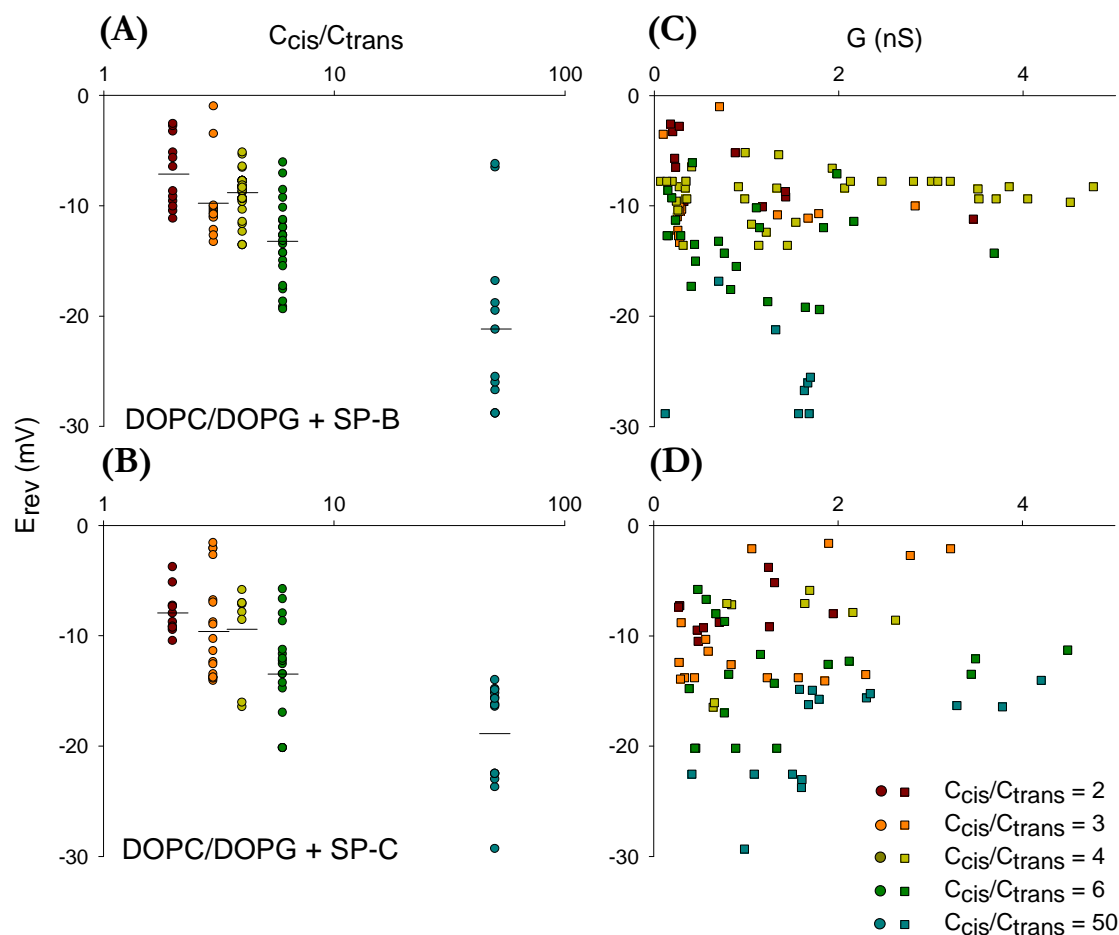 (A)
Ccis/Ctrans
1 10 100
0
-10
-20
-30
DOPC/DOPG + SP-B
(C)
G (nS)
0 2 4
0
-10
-20
-30
Erev (mV)
(B)
1 10 100
0
-10
-20
-30
DOPC/DOPG + SP-C
(D)
0 2 4
0
-10
-20
-30
Ccis/Ctrans = 2
Ccis/Ctrans = 3
Ccis/Ctrans = 4
Ccis/Ctrans = 6
Ccis/Ctrans = 50